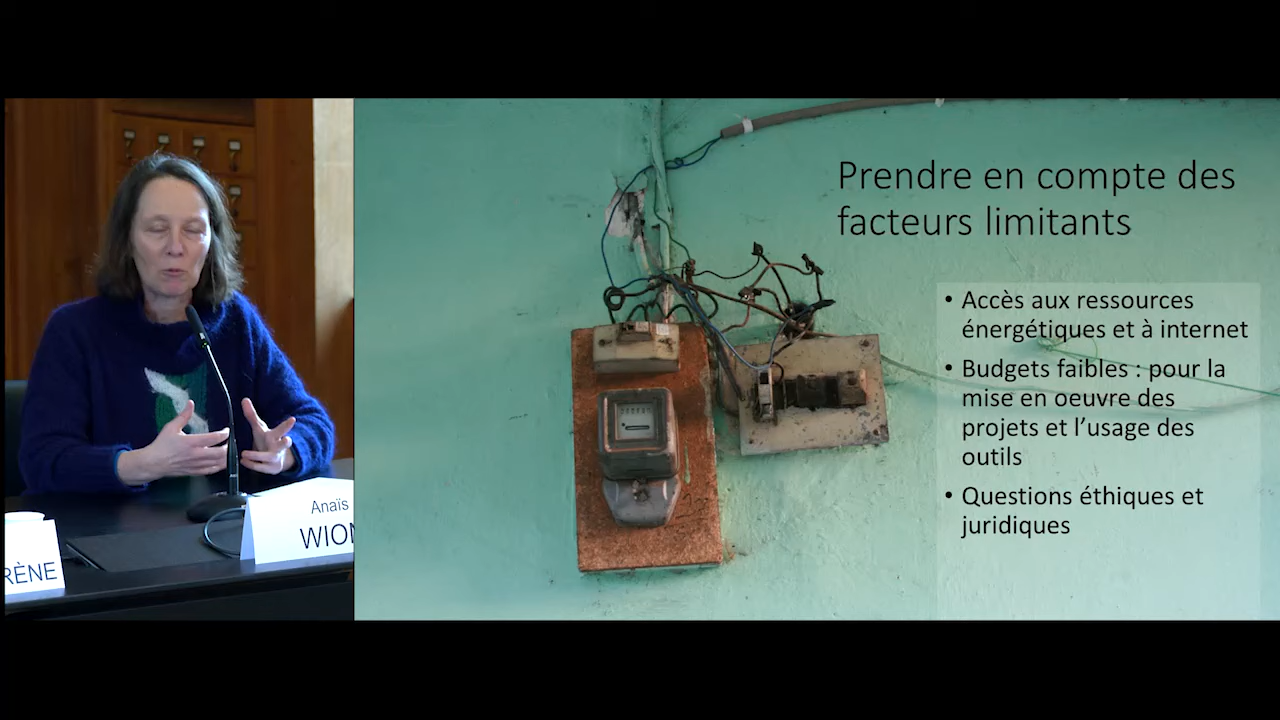 Prendre en compte des
facteurs limitants
• Accès aux ressources
énergétiques et à internet
• Budgets faibles : pour la
mise en oeuvre des
projets et l'usage des
outils
• Questions éthiques et
juridiques
Anaïs
WION
RÈNE